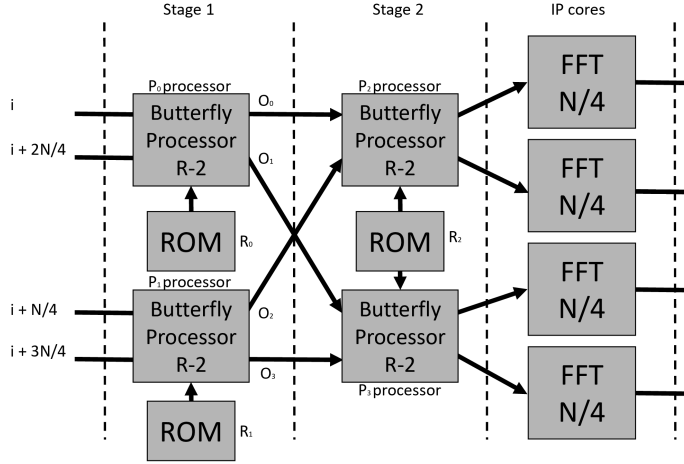 Stage 1
Stage 2
IP cores
P₀ processor
O₀
P₂ processor
i
i + 2N/4
Butterfly
Processor
R-2
O₁
Butterfly
Processor
R-2
FFT
N/4
FFT
N/4
ROM
R₀
ROM
R₂
P₁ processor
i + N/4
i + 3N/4
Butterfly
Processor
R-2
O₂
O₃
Butterfly
Processor
R-2
P₃ processor
FFT
N/4
FFT
N/4
ROM
R₁